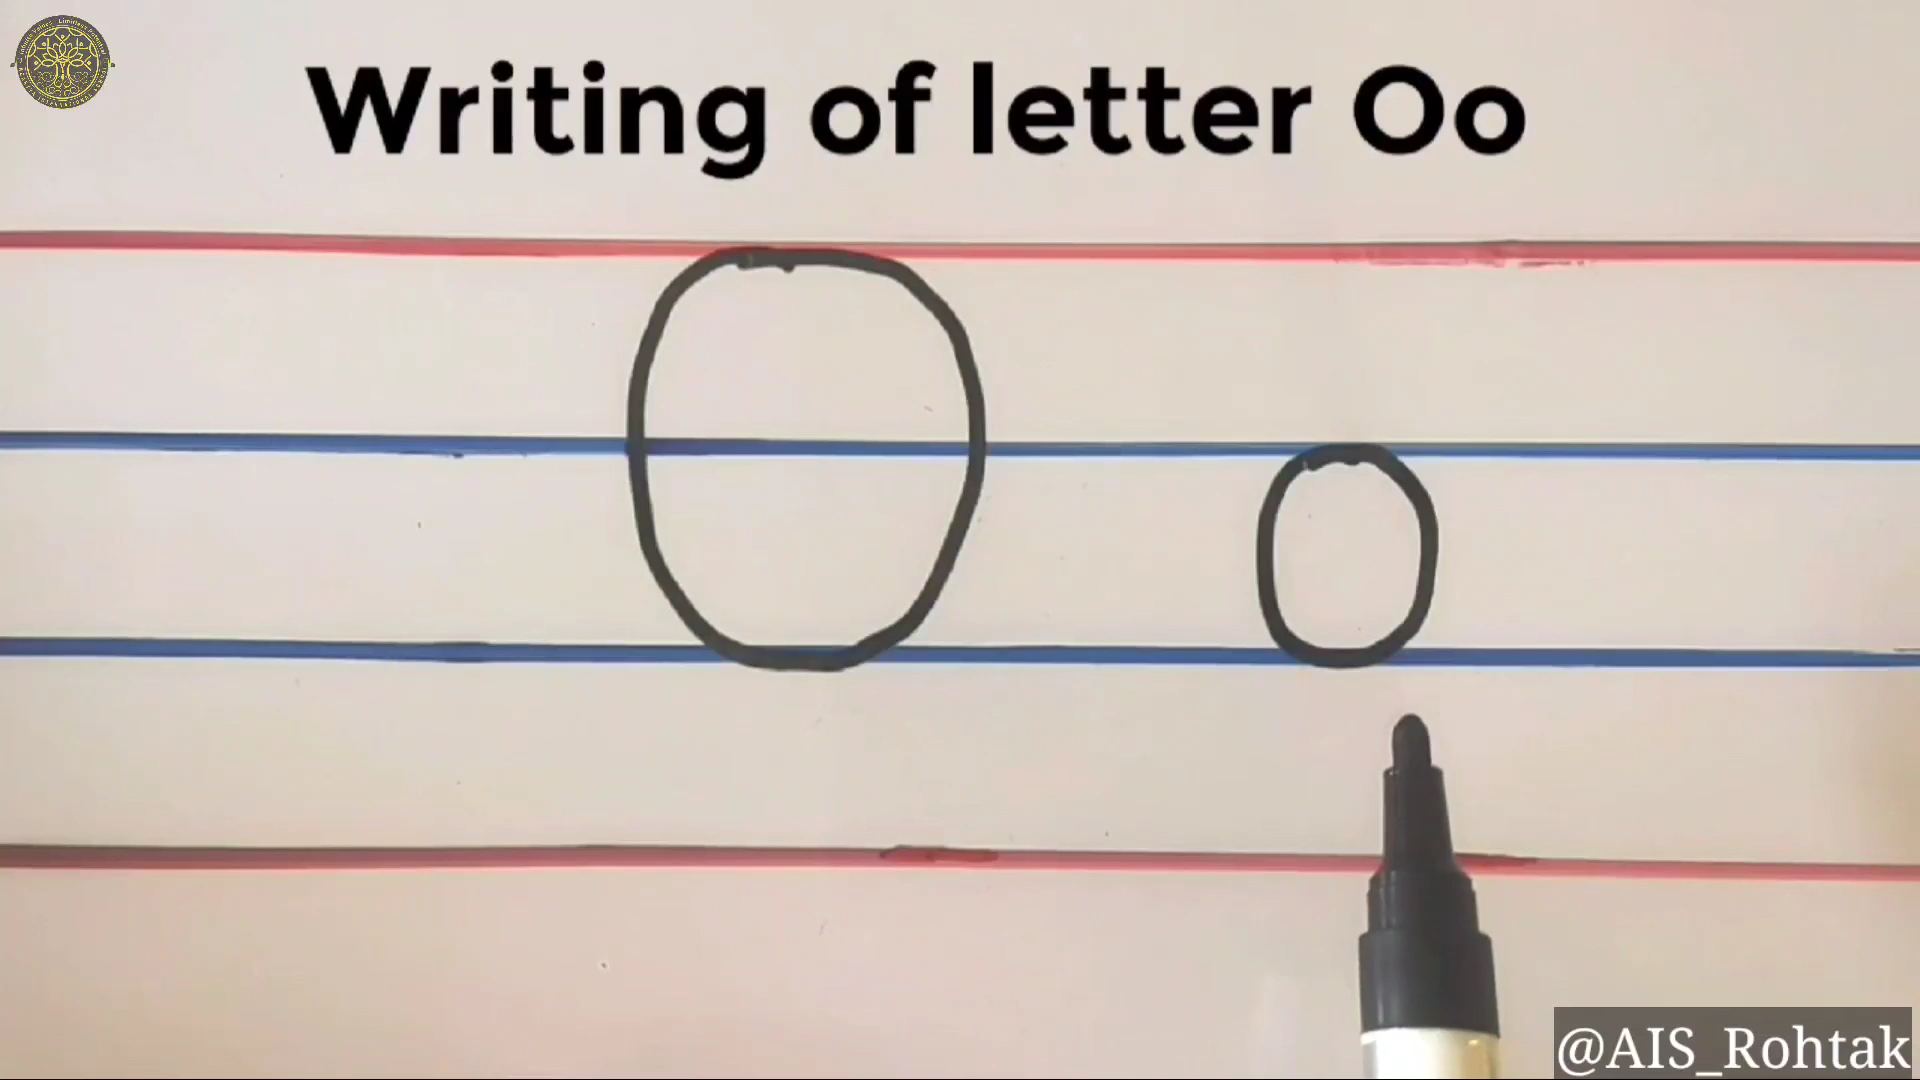 Writing of letter Oo
O o
@AIS_Rohtak